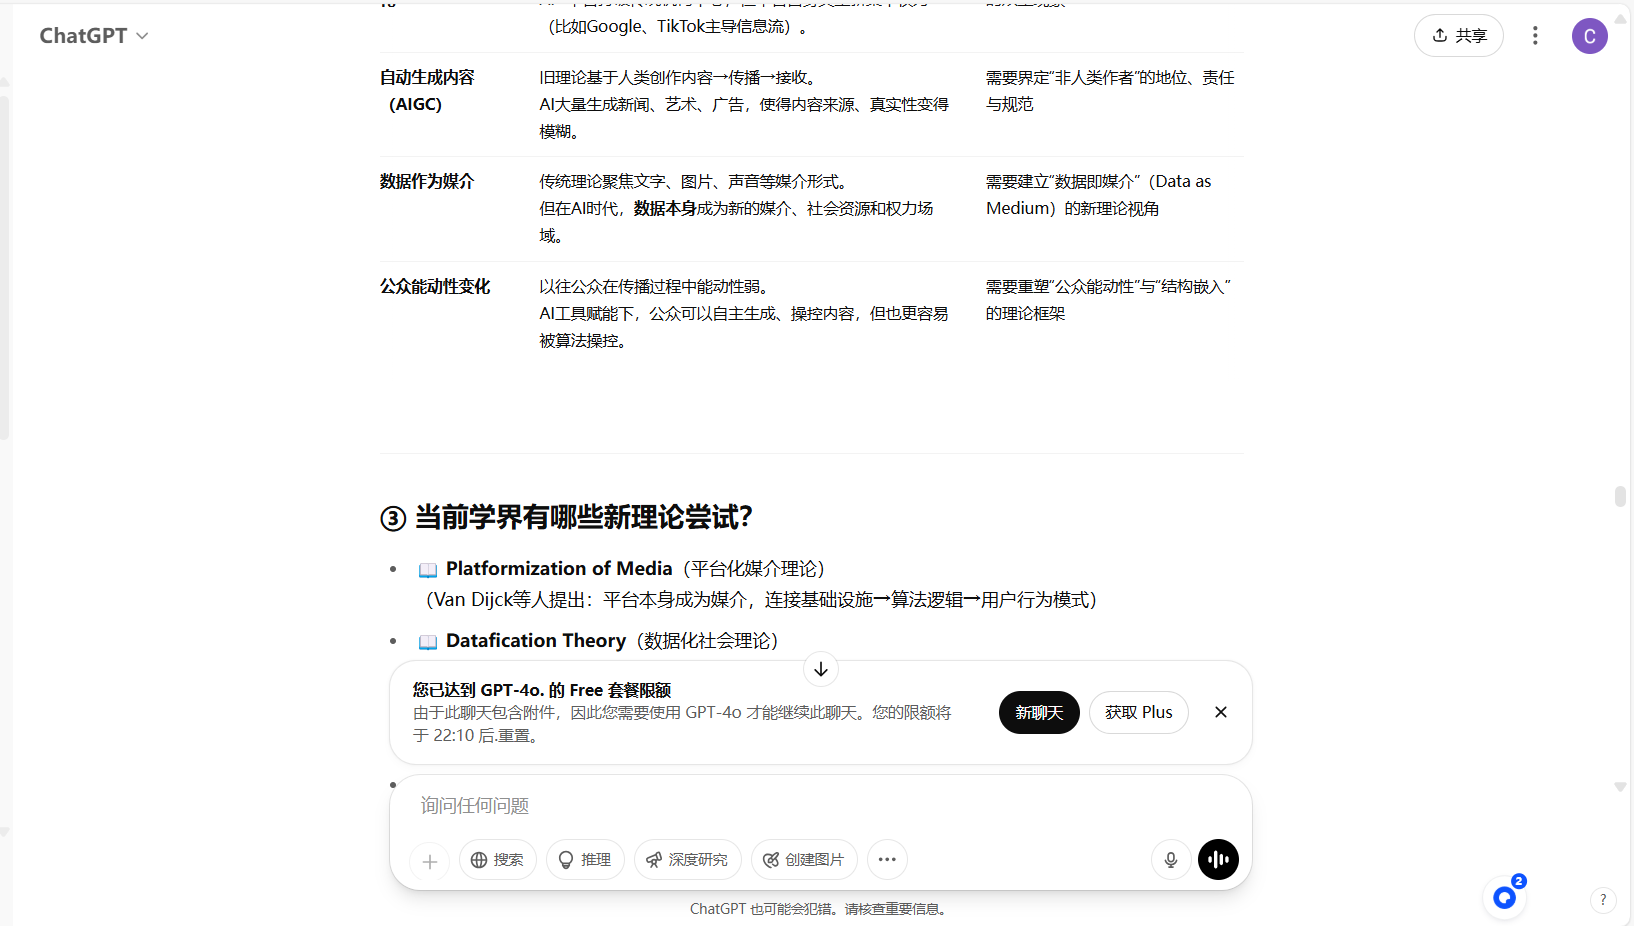 ChatGPT
共享
C
（比如Google、TikTok主导信息流）。
自动生成内容
（AIGC）
旧理论基于人类创作内容→传播→接收。
AI大量生成新闻、艺术、广告，使得内容来源、真实性变得
模糊。
需要界定“非人类作者”的地位、责任
与规范
数据作为媒介
传统理论聚焦文字、图片、声音等媒介形式。
但在AI时代，数据本身成为新的媒介、社会资源和权力场
域。
需要建立“数据即媒介”（Data as
Medium）的新理论视角
公众能动性变化
以往公众在传播过程中能动性弱。
AI工具赋能下，公众可以自主生成、操控内容，但也更容易
被算法操控。
需要重塑“公众能动性”与“结构嵌入”
的理论框架
③ 当前学界有哪些新理论尝试？
• 📖 Platformization of Media（平台化媒介理论）
（Van Dijck等人提出：平台本身成为媒介，连接基础设施→算法逻辑→用户行为模式）
• 📖 Datafication Theory（数据化社会理论）
您已达到 GPT-4o. 的 Free 套餐限额
由于此聊天包含附件，因此您需要使用 GPT-4o 才能继续此聊天。您的限额将
于 22:10 后.重置。
新聊天
获取 Plus
询问任何问题
搜索
推理
深度研究
创建图片
ChatGPT 也可能会犯错。请核查重要信息。
2
?